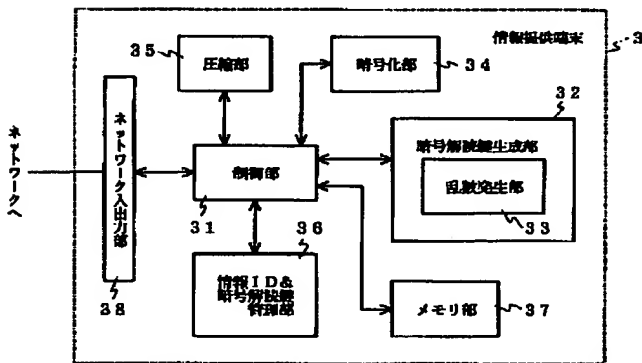 情報提供端末
3
35
圧縮部
暗号化部
34
32
ネットワークへ
ネットワーク入出力部
制御部
暗号解読鍵生成部
乱数発生部
33
31
36
38
情報ID&
暗号解読鍵
管理部
メモリ部
37